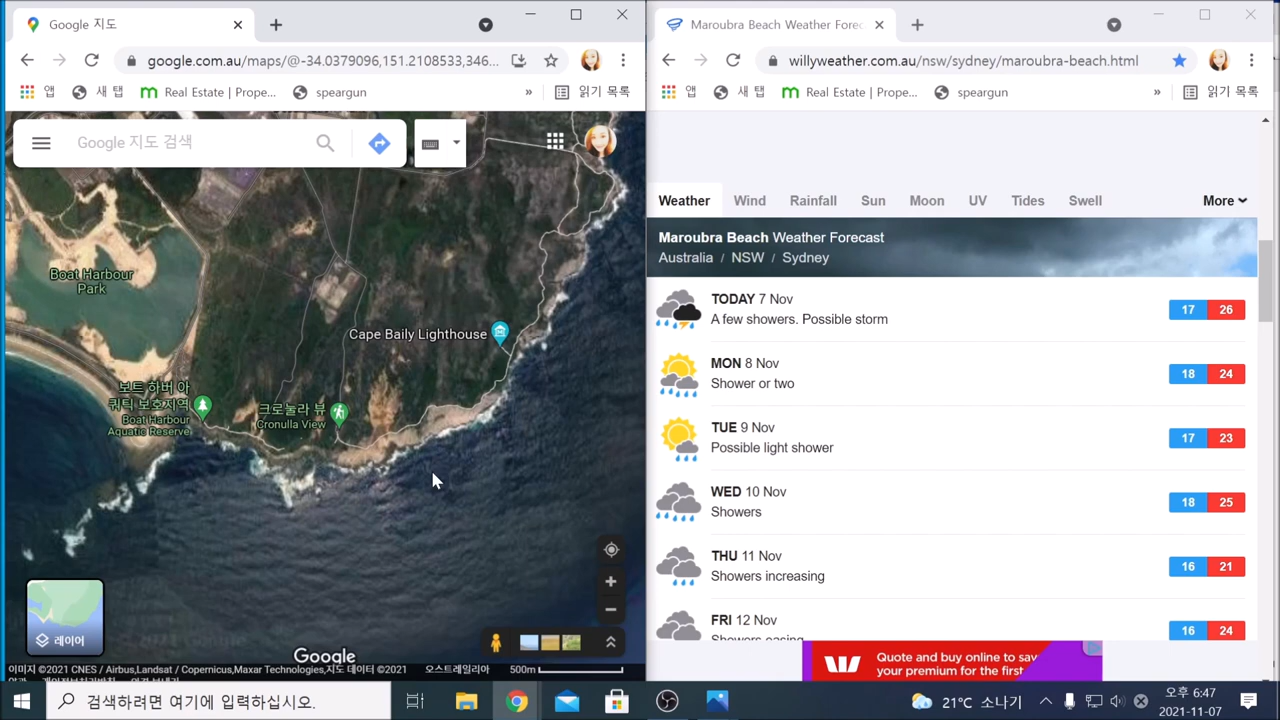 Google 지도
google.com.au/maps/@-34.0379096,151.2108533,346...
앱
새 탭
Real Estate | Prope...
speargun
»
읽기 목록
Google 지도 검색
Boat Harbour
Park
Cape Baily Lighthouse
보트 하버 아
쿼틱 보호지역
Boat Harbour
Aquatic Reserve
크로눌라 뷰
Cronulla View
레이어
Google
이미지 ©2021 CNES / Airbus,Landsat / Copernicus,Maxar Technologies,지도 데이터 ©2021
오스트레일리아
500m
Maroubra Beach Weather Forec
willyweather.com.au/nsw/sydney/maroubra-beach.html
앱
새 탭
Real Estate | Prope...
speargun
»
읽기 목록
Weather
Wind
Rainfall
Sun
Moon
UV
Tides
Swell
More
Maroubra Beach Weather Forecast
Australia / NSW / Sydney
TODAY 7 Nov
A few showers. Possible storm
17 26
MON 8 Nov
Shower or two
18 24
TUE 9 Nov
Possible light shower
17 23
WED 10 Nov
Showers
18 25
THU 11 Nov
Showers increasing
16 21
FRI 12 Nov
Showers easing
16 24
Quote and buy online to sav
your premium for the first
검색하려면 여기에 입력하십시오.
21°C 소나기
오후 6:47
2021-11-07